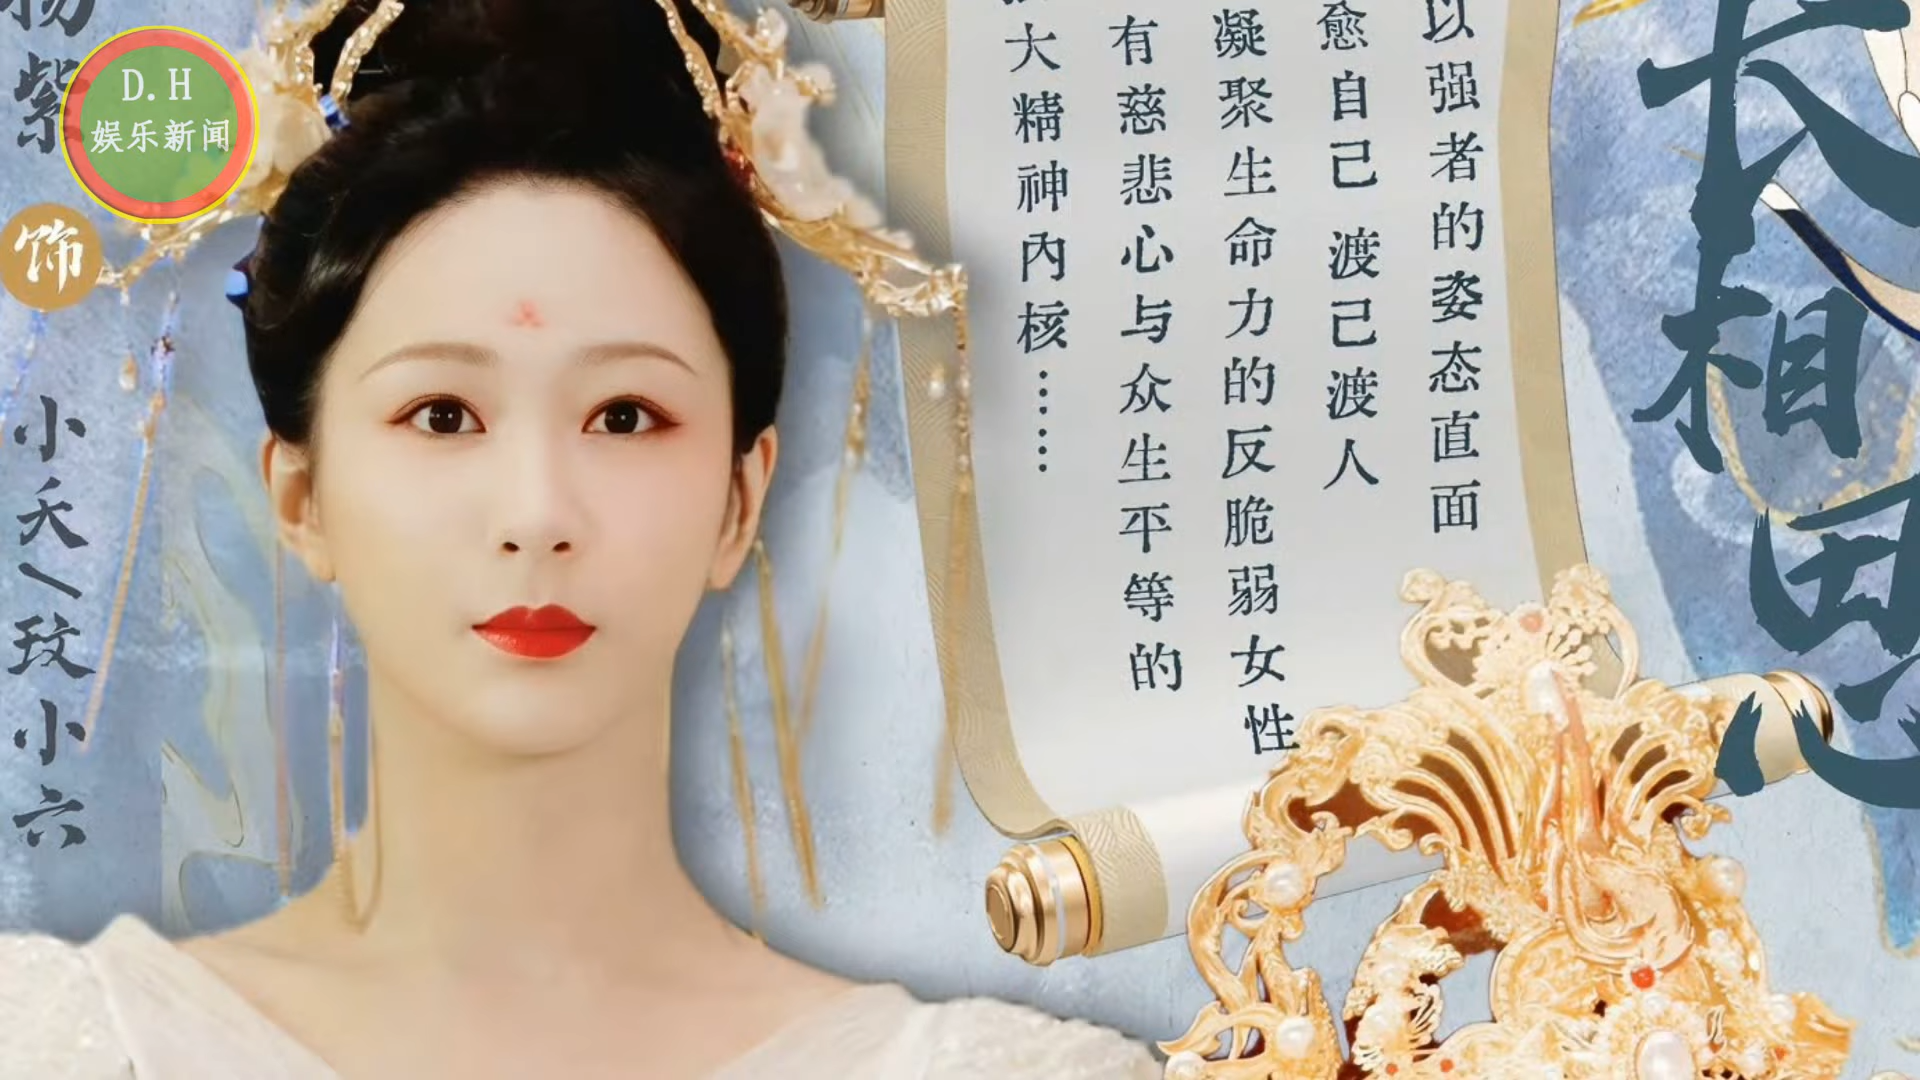 杨紫
饰
小夭/玟小六
D.H
娱乐新闻
以强者的姿态直面
愈自己 渡己渡人
凝聚生命力的反脆弱女性
有慈悲心与众生平等的
大精神内核……
长相思